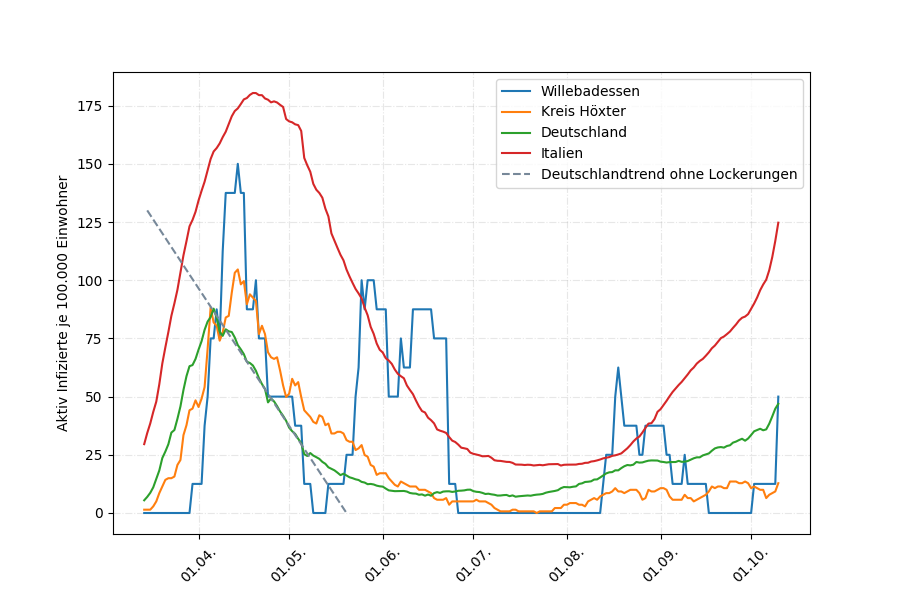 Willebadessen
Kreis Höxter
Deutschland
Italien
Deutschlandtrend ohne Lockerungen
Aktiv Infizierte je 100.000 Einwohner
175
150
125
100
75
50
25
0
01.04.
01.05.
01.06.
01.07.
01.08.
01.09.
01.10.